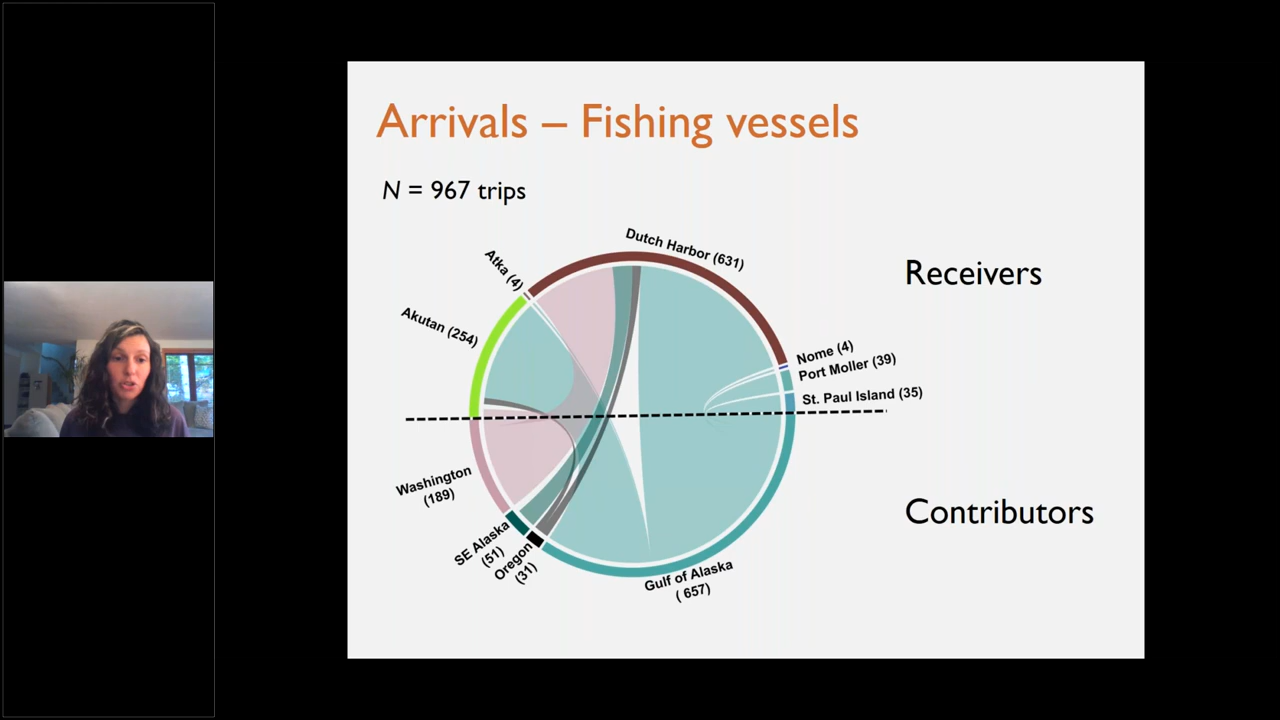 Arrivals – Fishing vessels
N = 967 trips
Dutch Harbor (631)
Atka (4)
Akutan (254)
Nome (4)
Port Moller (39)
St. Paul Island (35)
Receivers
Washington
(189)
SE Alaska
(51)
Oregon
(31)
Gulf of Alaska
( 657)
Contributors